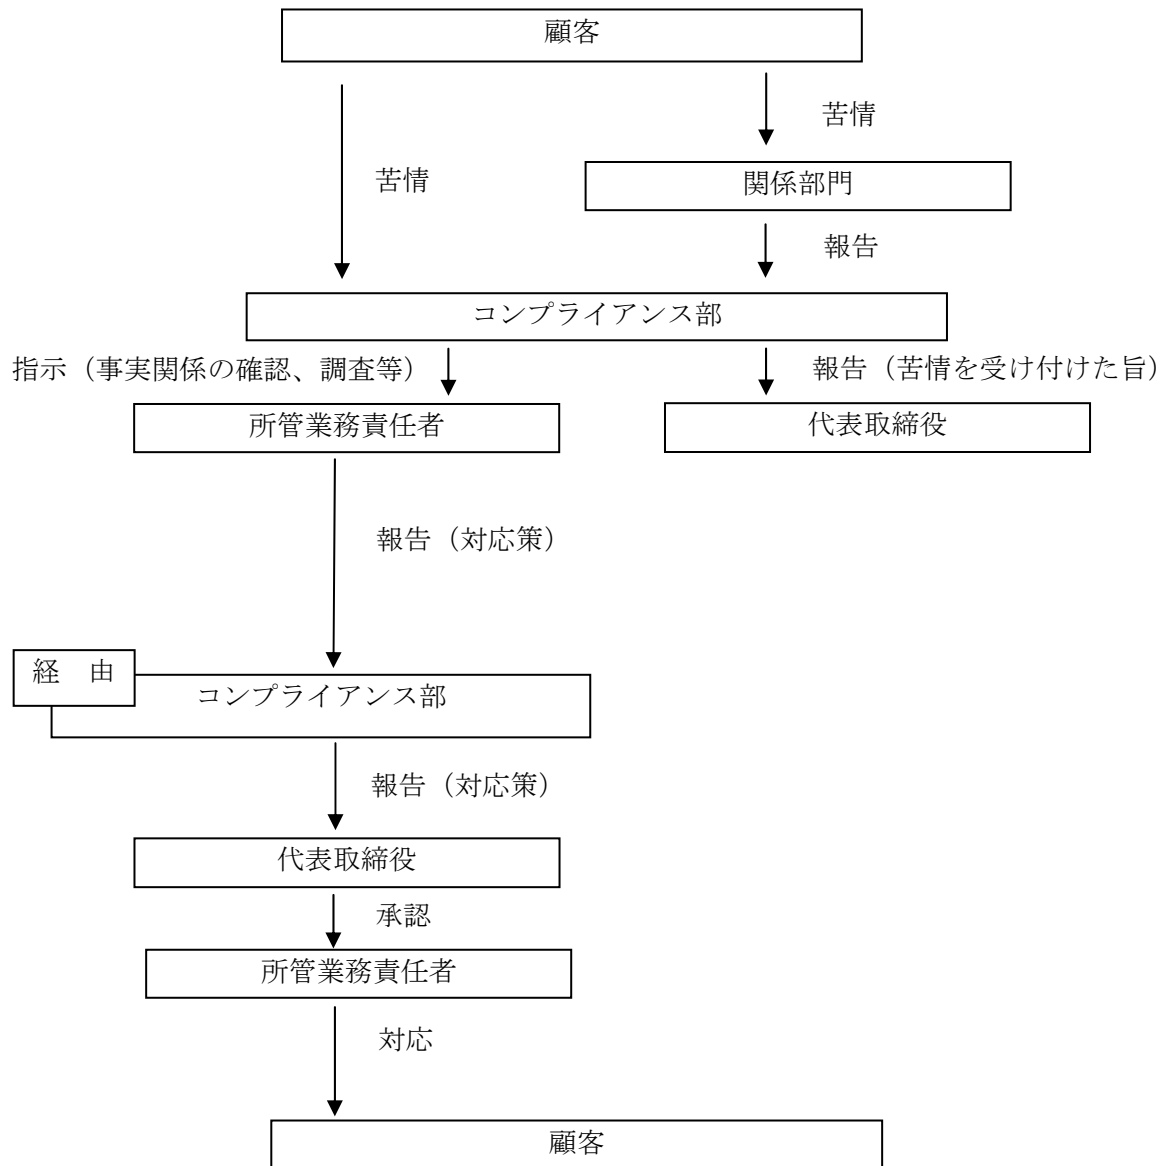 顧客
苦情
苦情
関係部門
報告
コンプライアンス部
指示（事実関係の確認、調査等）
報告（苦情を受け付けた旨）
所管業務責任者
代表取締役
報告（対応策）
経　由
コンプライアンス部
報告（対応策）
代表取締役
承認
所管業務責任者
対応
顧客